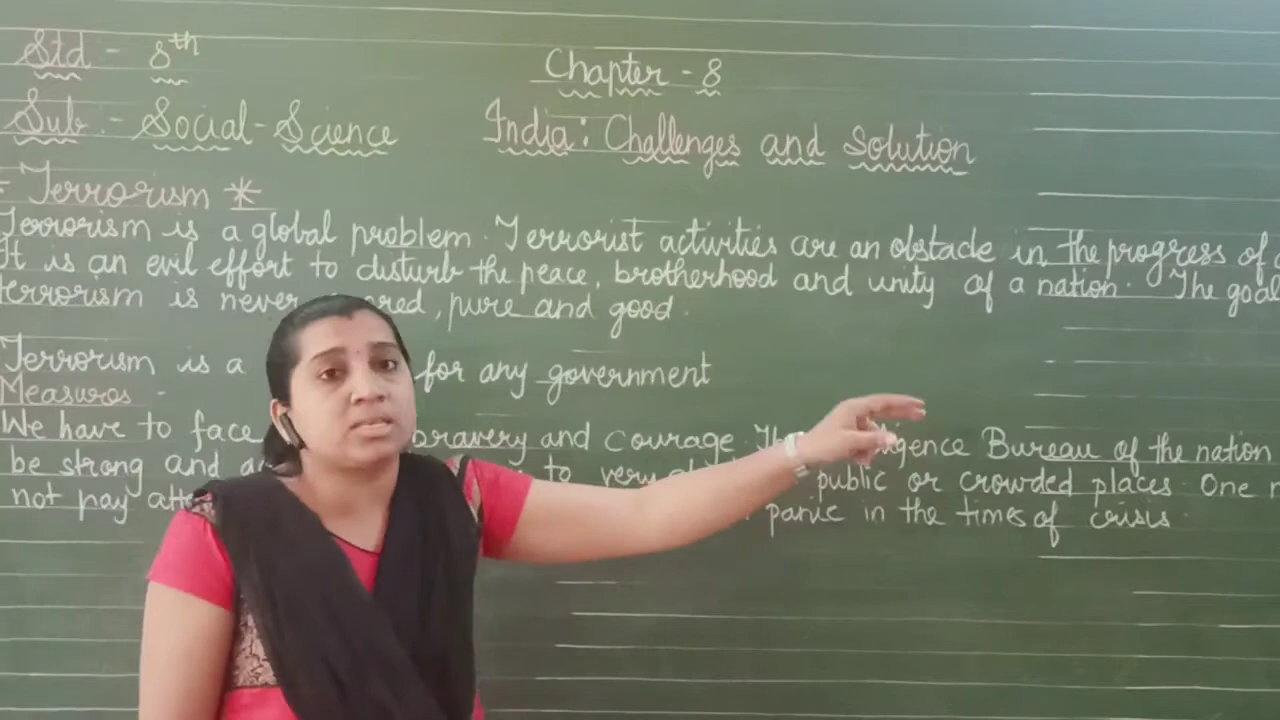 Std - 8th
Chapter - 8
Sub - Social-Science
India: Challenges and Solution
- Terrorism *
Terrorism is a global problem. Terrorist activities are an obstacle in the progress of
It is an evil effort to disturb the peace, brotherhood and unity of a nation. The goal
terrorism is never , pure and good.
Terrorism is a for any government
Measures -
We have to face bravery and courage. Bureau of the nation
be strong and to very public or crowded places. One
not pay panic in the times of crisis.